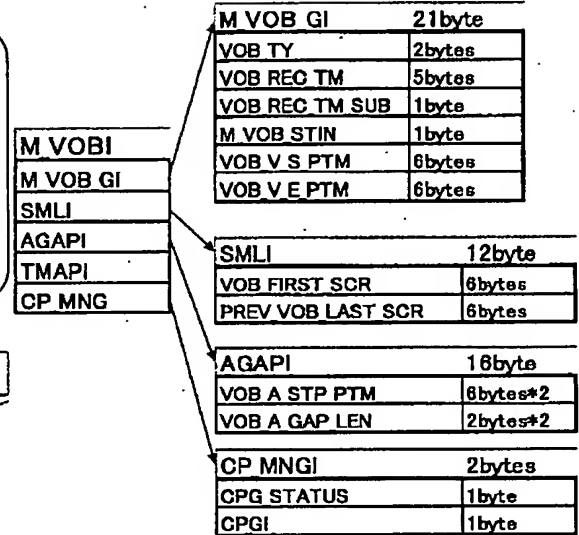 M VOBI
M VOB GI
SMLI
AGAPI
TMAPI
CP MNG
M VOB GI 21byte
VOB TY 2bytes
VOB REC TM 5bytes
VOB REC TM SUB 1byte
M VOB STIN 1byte
VOB V S PTM 6bytes
VOB V E PTM 6bytes
SMLI 12byte
VOB FIRST SCR 6bytes
PREV VOB LAST SCR 6bytes
AGAPI 16byte
VOB A STP PTM 6bytes*2
VOB A GAP LEN 2bytes*2
CP MNGI 2bytes
CPG STATUS 1byte
CPGI 1byte